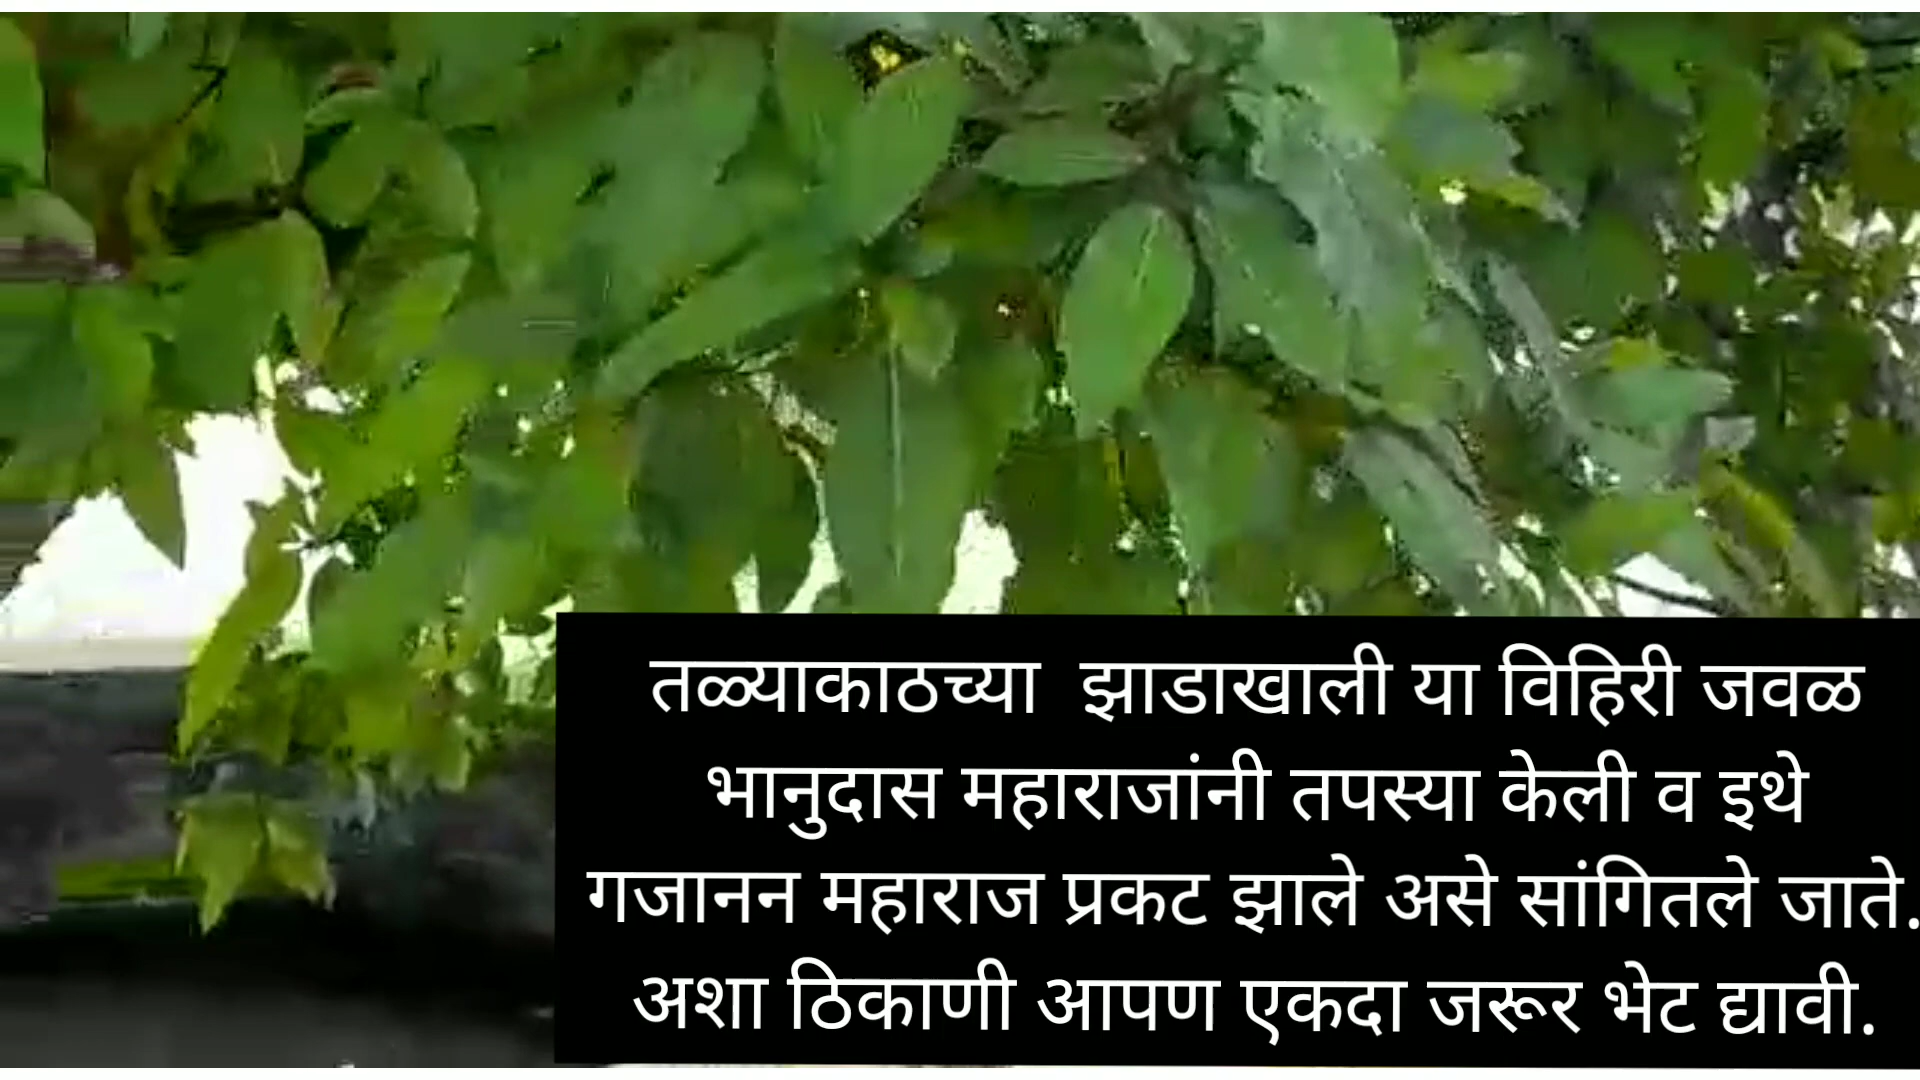 तळ्याकाठच्या झाडाखाली या विहिरी जवळ
भानुदास महाराजांनी तपस्या केली व इथे
गजानन महाराज प्रकट झाले असे सांगितले जाते.
अशा ठिकाणी आपण एकदा जरूर भेट द्यावी.